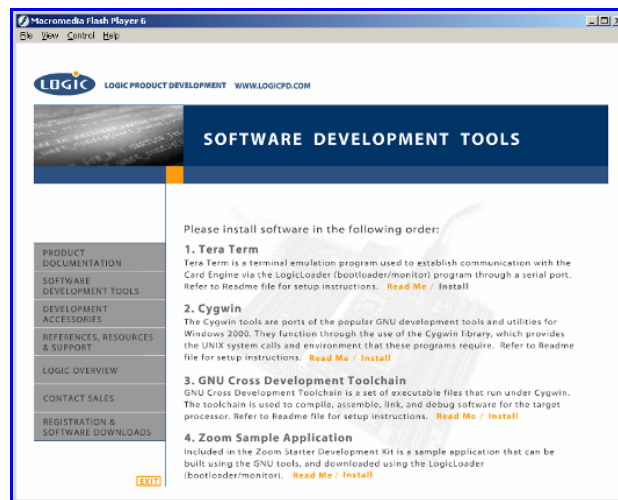 Macromedia Flash Player 6
File View Control Help
LOGIC
LOGIC PRODUCT DEVELOPMENT WWW.LOGICPD.COM
SOFTWARE DEVELOPMENT TOOLS
Please install software in the following order:
1. Tera Term
Tera Term is a terminal emulation program used to establish communication with the
Card Engine via the LogicLoader (bootloader/monitor) program through a serial port.
Refer to Readme file for setup instructions. Read Me / Install
2. Cygwin
The Cygwin tools are ports of the popular GNU development tools and utilities for
Windows 2000. They function through the use of the Cygwin library, which provides
the UNIX system calls and environment that these programs require. Refer to Readme
file for setup instructions. Read Me / Install
3. GNU Cross Development Toolchain
GNU Cross Development Toolchain is a set of executable files that run under Cygwin.
The toolchain is used to compile, assemble, link, and debug software for the target
processor. Refer to Readme file for setup instructions. Read Me / Install
4. Zoom Sample Application
Included in the Zoom Starter Development Kit is a sample application that can be
built using the GNU tools, and downloaded using the LogicLoader
(bootloader/monitor). Read Me / Install
PRODUCT
DOCUMENTATION
SOFTWARE
DEVELOPMENT TOOLS
DEVELOPMENT
ACCESSORIES
REFERENCES, RESOURCES
& SUPPORT
LOGIC OVERVIEW
CONTACT SALES
REGISTRATION &
SOFTWARE DOWNLOADS
EXIT